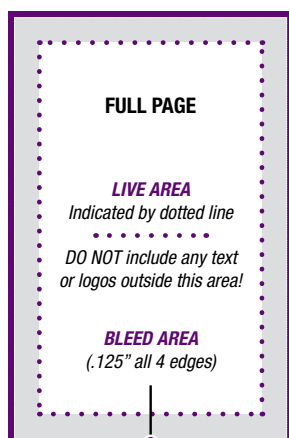 FULL PAGE
LIVE AREA
Indicated by dotted line
DO NOT include any text
or logos outside this area!
BLEED AREA
(.125” all 4 edges)